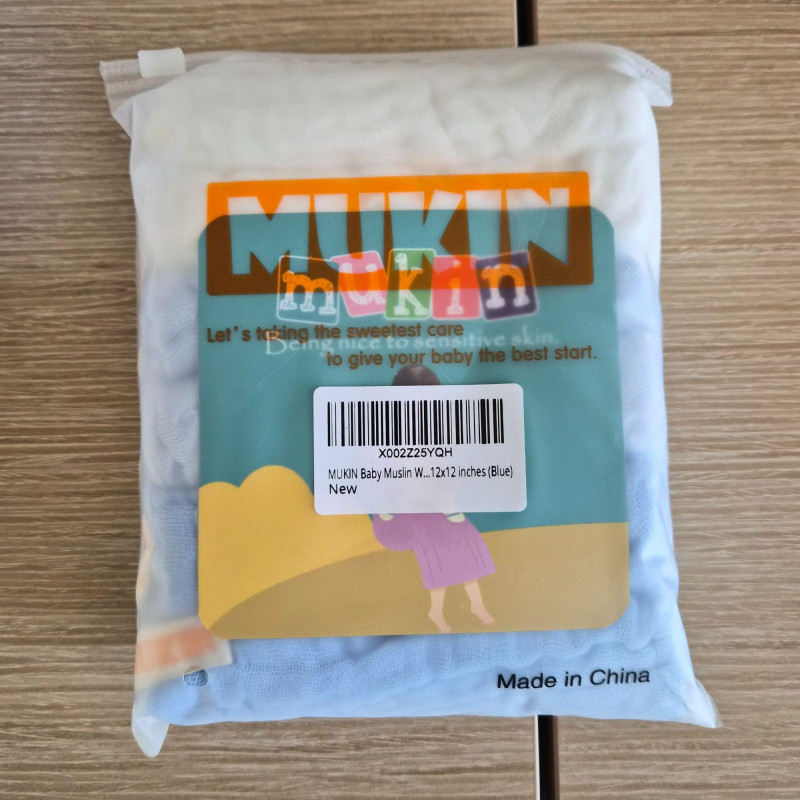 MUKIN
mukin
Let's taking the sweetest care
Being nice to sensitive skin.
to give your baby the best start.
X002Z25YQH
MUKIN Baby Muslin W...12x12 inches (Blue)
New
Made in China